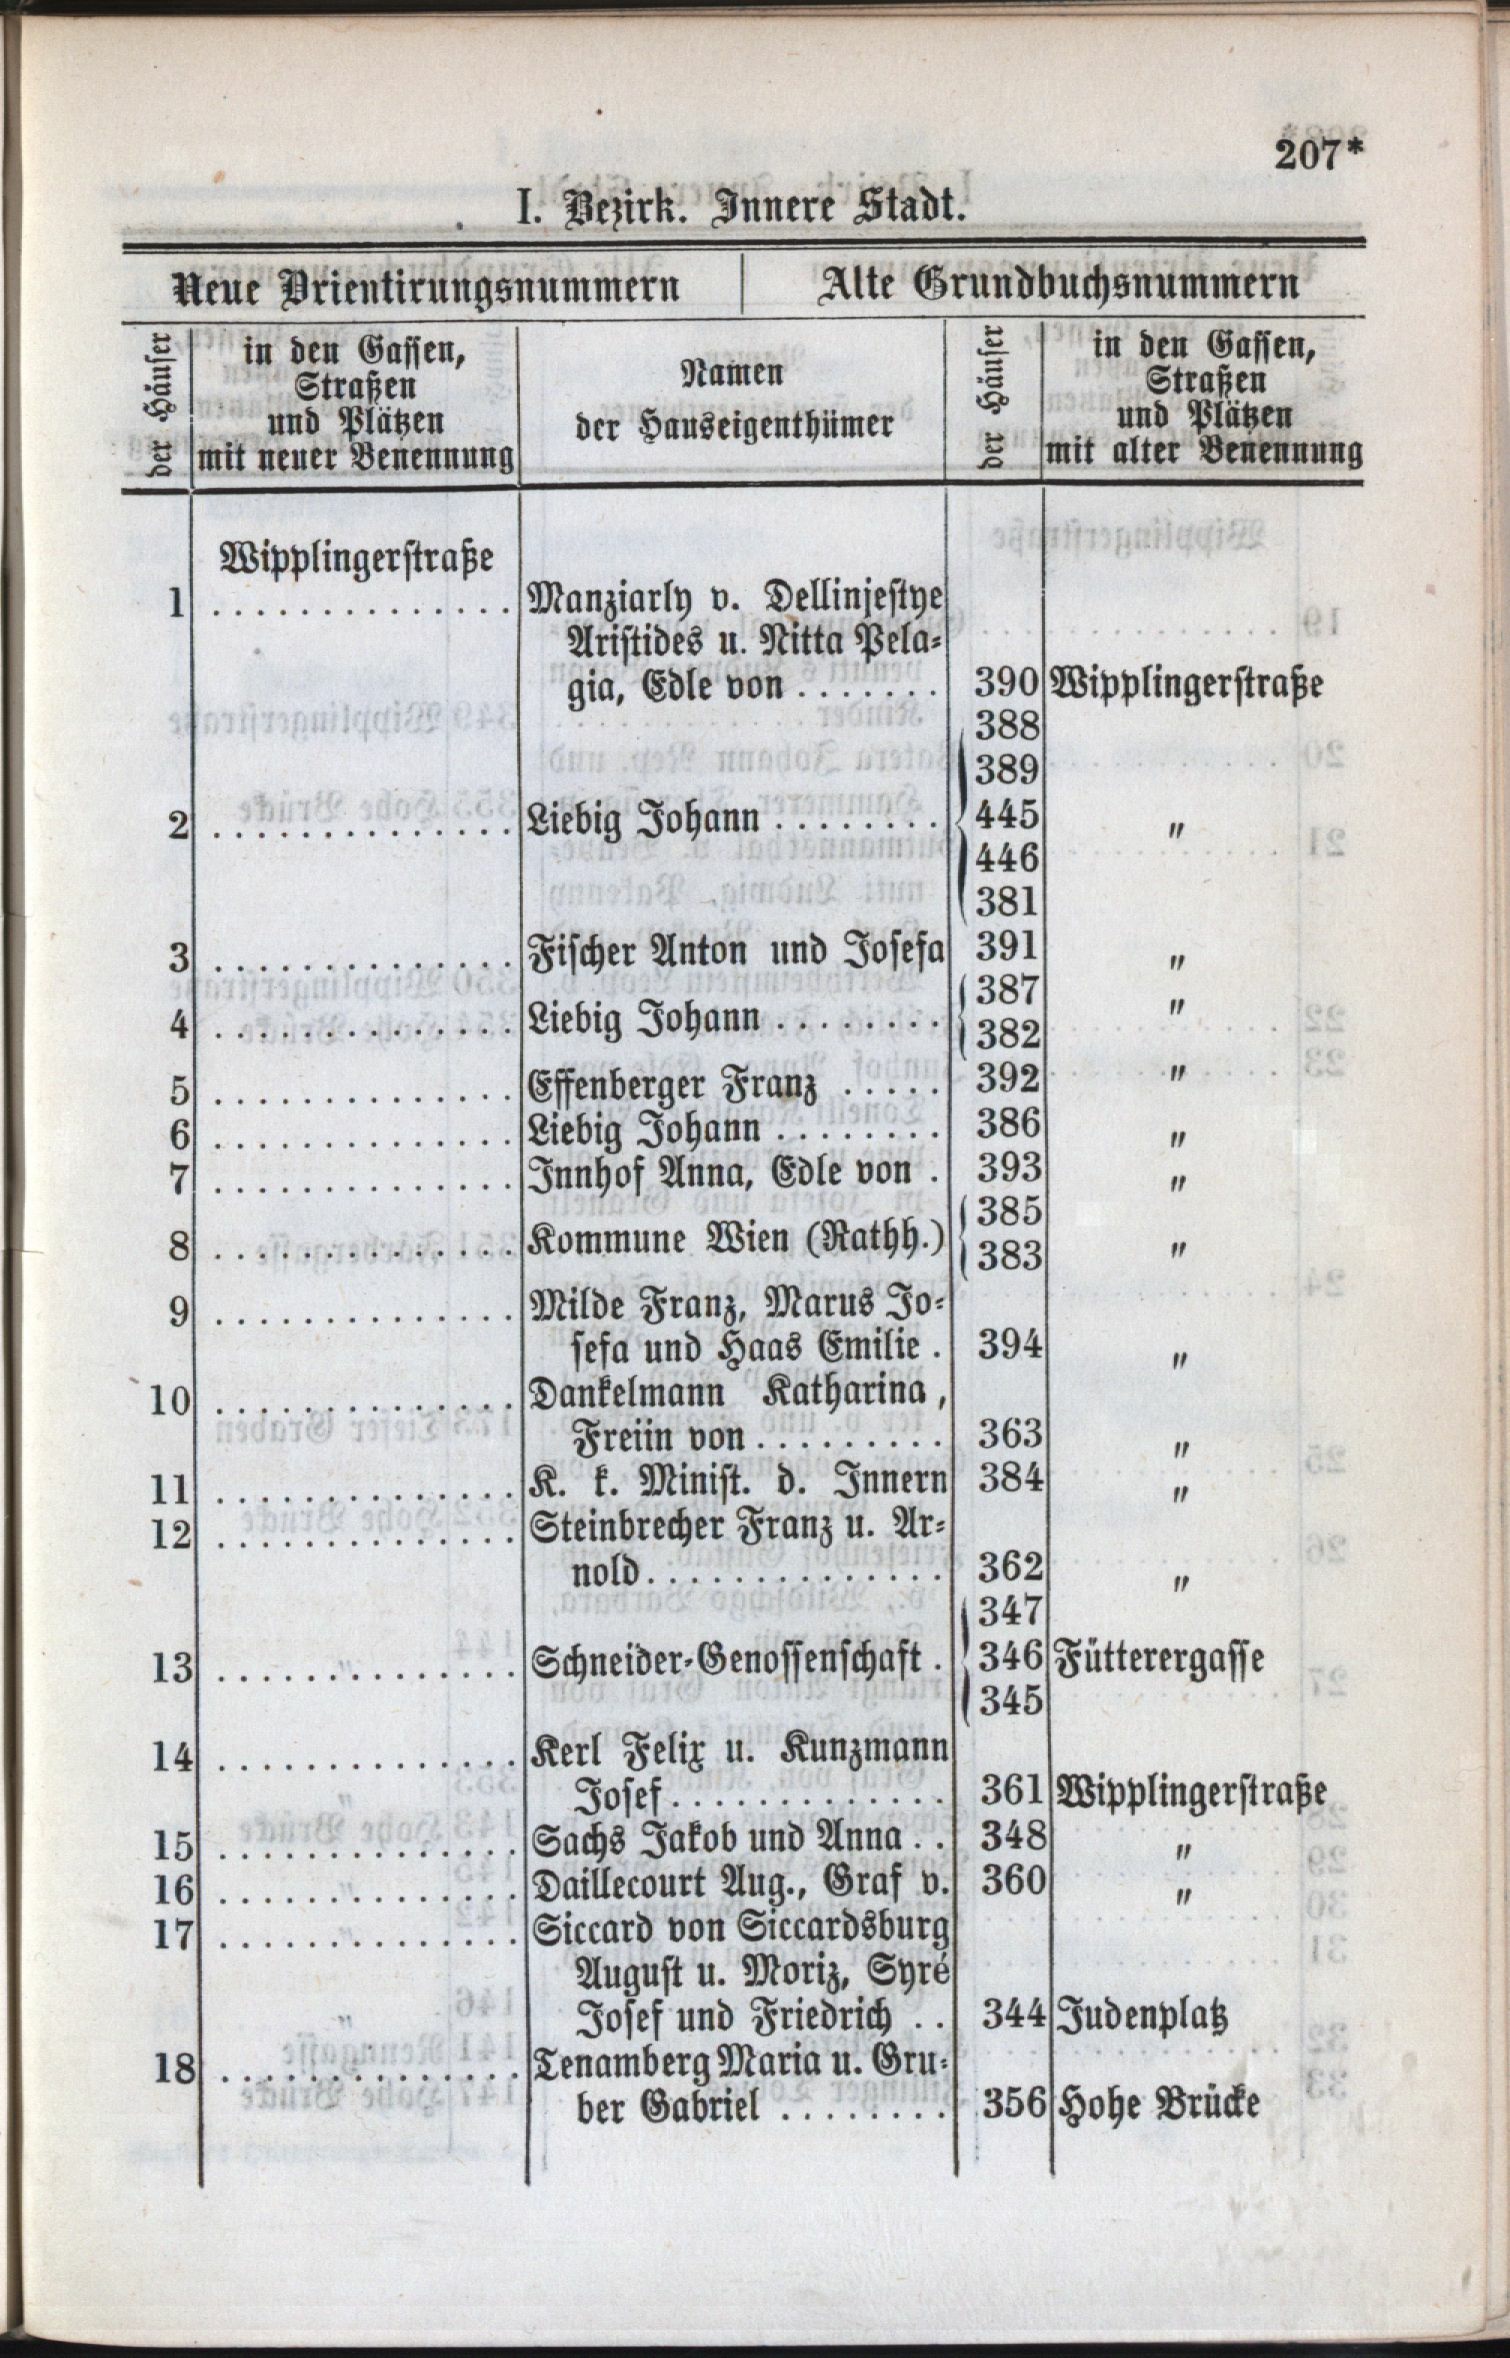 207*
I. Bezirk. Innere Stadt.
Neue Orientirungsnummern | Alte Grundbuchsnummern
der Häuser | in den Gassen, Straßen und Plätzen mit neuer Benennung | Namen der Hauseigenthümer | der Häuser | in den Gassen, Straßen und Plätzen mit alter Benennung
Wipplingerstraße
1 .............. Manziarly v. Dellinjestye
Aristides u. Nitta Pela-
gia, Edle von ....... 390 Wipplingerstraße
388
389
2 .............. Liebig Johann ........ 445 "
446
381
3 .............. Fischer Anton und Josefa 391 "
387 "
4 .............. Liebig Johann ........ 382
5 .............. Effenberger Franz ..... 392 "
6 .............. Liebig Johann ........ 386 "
7 .............. Innhof Anna, Edle von . 393 "
385
8 .............. Kommune Wien (Rathh.) 383 "
9 .............. Milde Franz, Marus Jo-
sefa und Haas Emilie . 394 "
10 .............. Dankelmann Katharina,
Freiin von ......... 363 "
11 .............. K. k. Minist. d. Innern 384 "
12 .............. Steinbrecher Franz u. Ar-
nold .............. 362 "
347
13 .............. Schneider-Genossenschaft . 346 Fütterergasse
345
14 .............. Kerl Felix u. Kunzmann
Josef ............. 361 Wipplingerstraße
15 .............. Sachs Jakob und Anna . . 348 "
16 .............. Daillecourt Aug., Graf v. 360 "
17 .............. Siccard von Siccardsburg
August u. Moriz, Syré
Josef und Friedrich . . 344 Judenplatz
18 .............. Tenamberg Maria u. Gru-
ber Gabriel ........ 356 Hohe Brücke